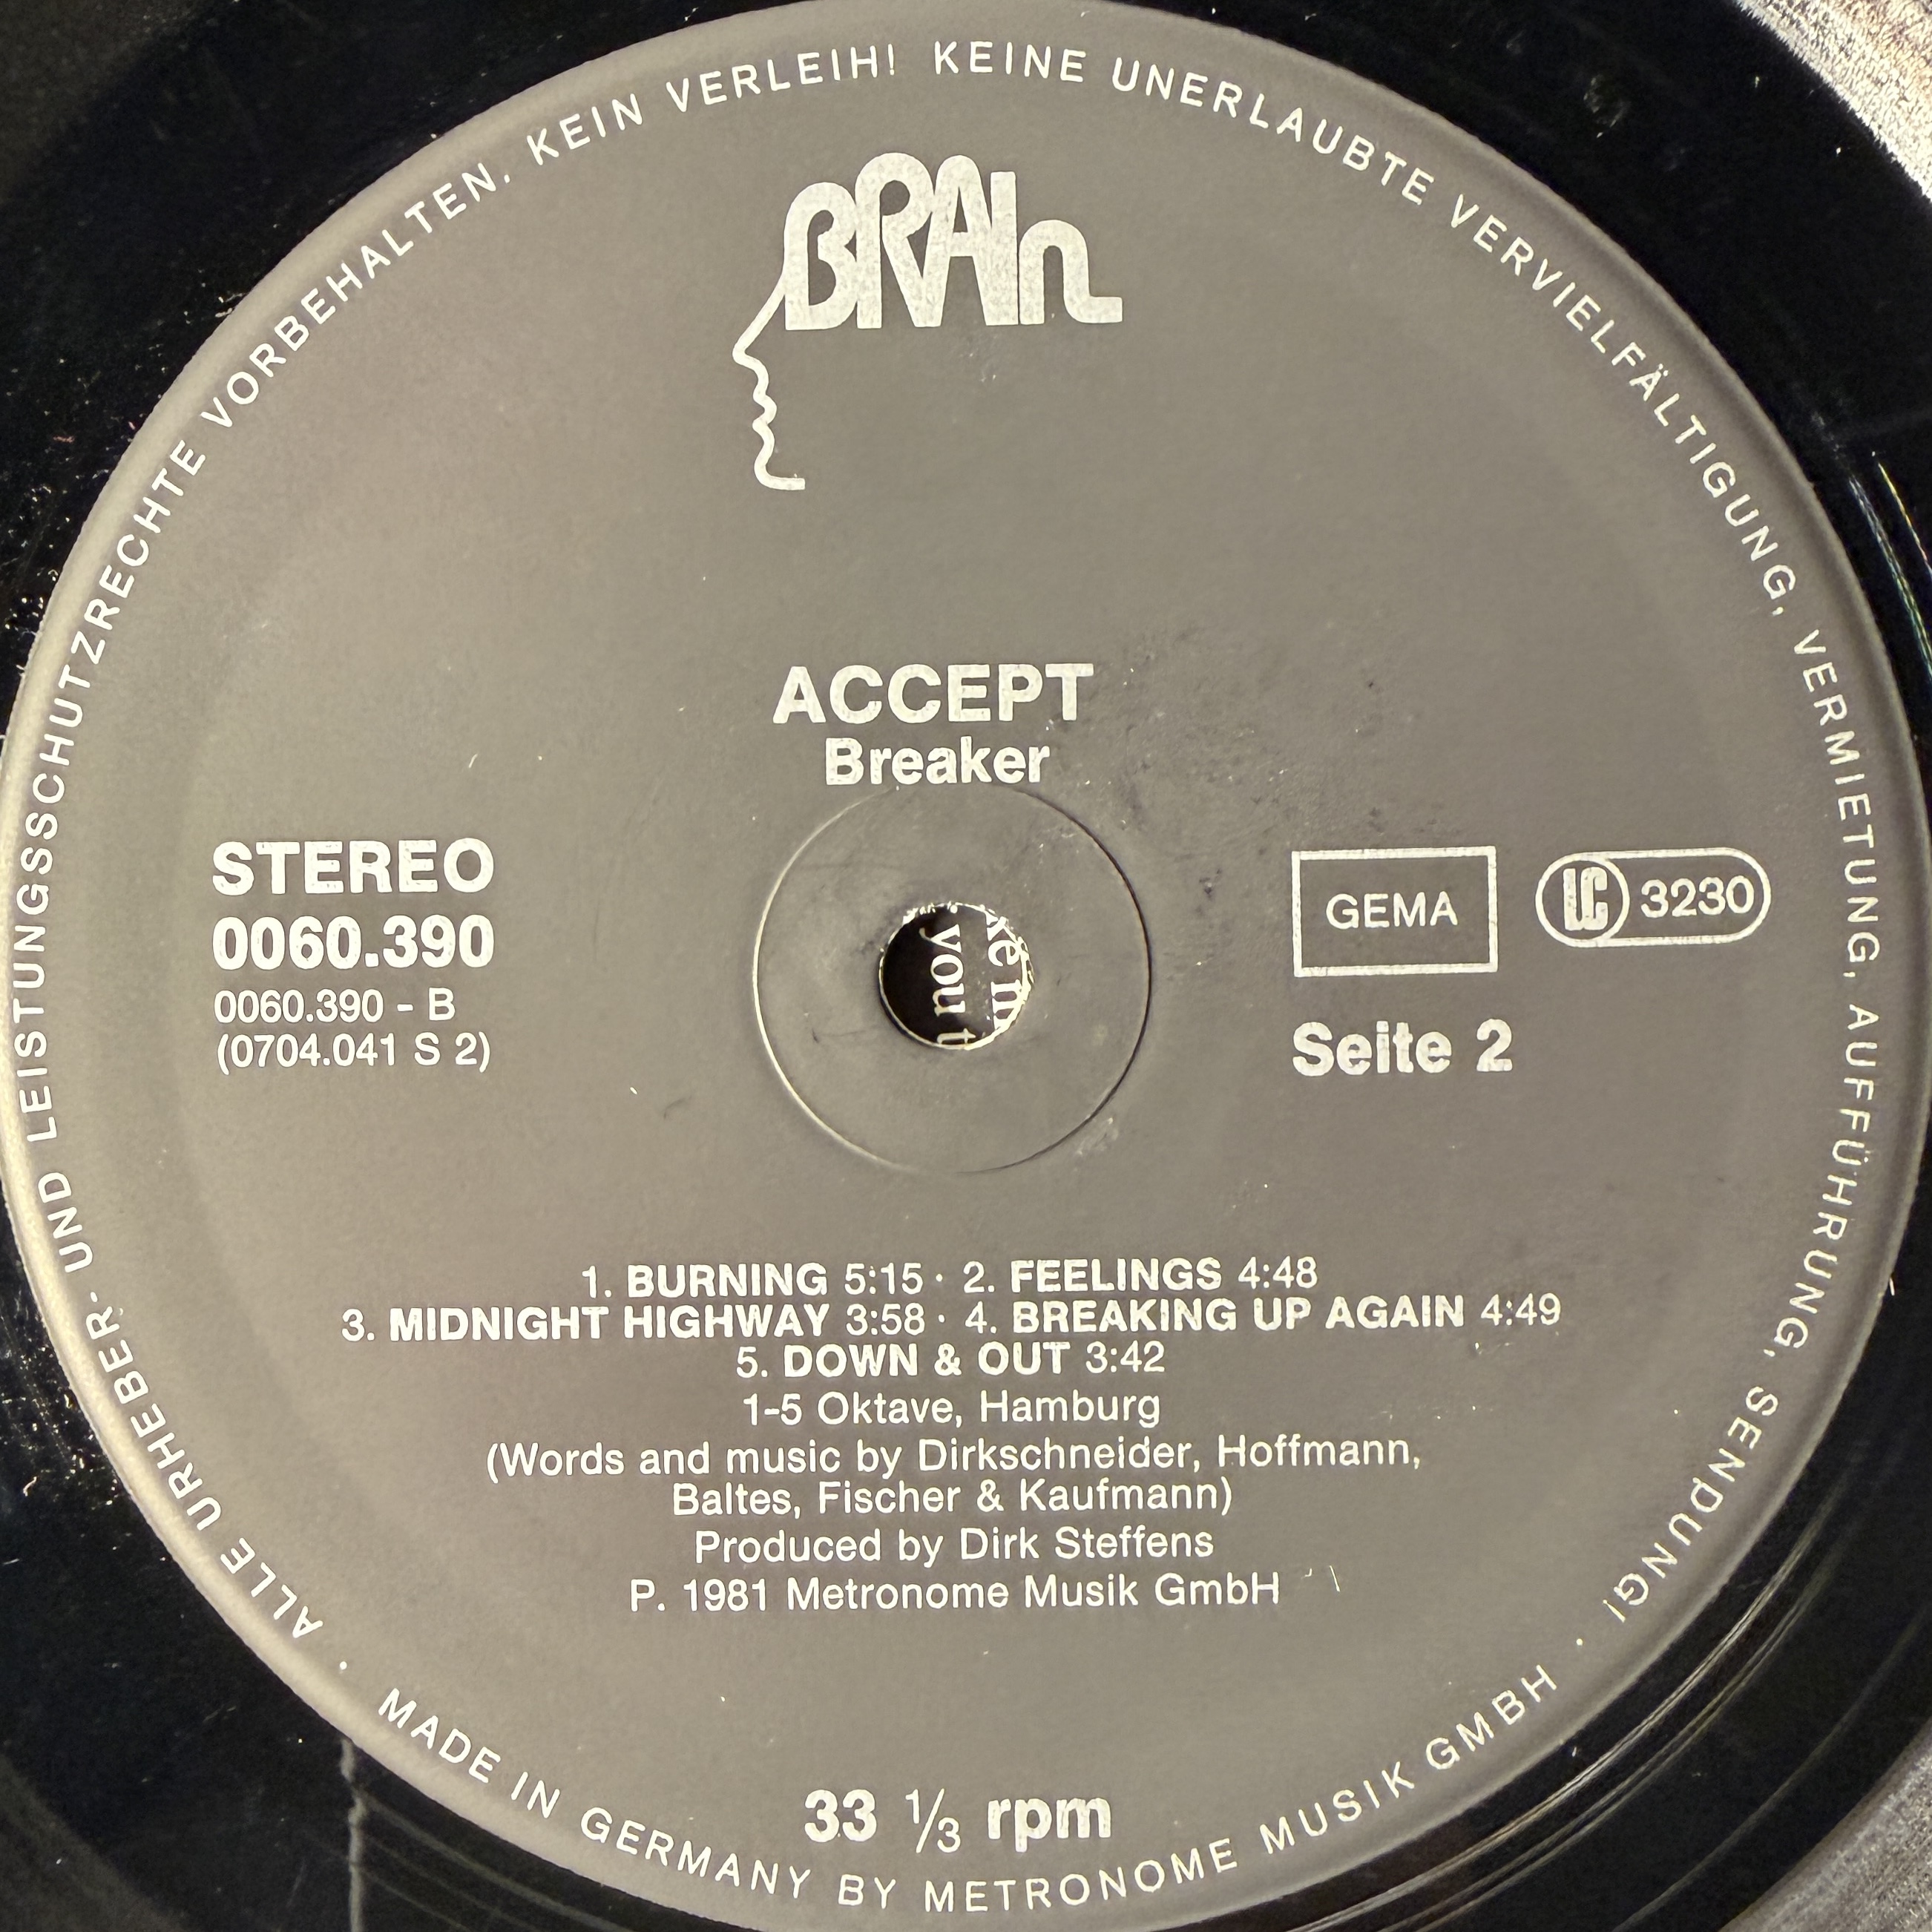 ALLE URHEBER- UND LEISTUNGSSCHUTZRECHTE VORBEHALTEN. KEIN VERLEIH! KEINE UNERLAUBTE VERVIELFÄLTIGUNG, VERMIETUNG, AUFFÜHRUNG, SENDUNG!
BRAIn
ACCEPT
Breaker
STEREO
0060.390
0060.390 - B
(0704.041 S 2)
you
GEMA
LC 3230
Seite 2
1. BURNING 5:15 · 2. FEELINGS 4:48
3. MIDNIGHT HIGHWAY 3:58 · 4. BREAKING UP AGAIN 4:49
5. DOWN & OUT 3:42
1-5 Oktave, Hamburg
(Words and music by Dirkschneider, Hoffmann,
Baltes, Fischer & Kaufmann)
Produced by Dirk Steffens
P. 1981 Metronome Musik GmbH
33 ⅓ rpm
· MADE IN GERMANY BY METRONOME MUSIK GMBH ·